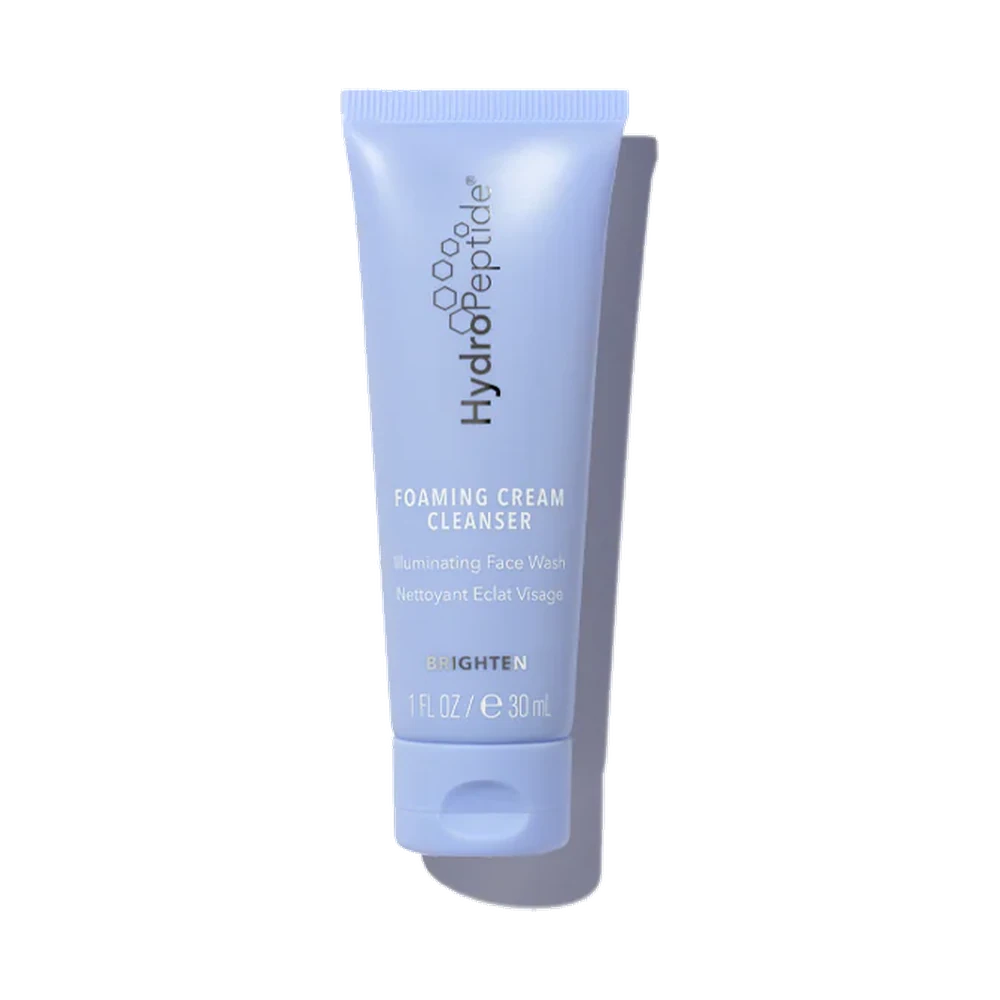 HydroPeptide®
FOAMING CREAM
CLEANSER
Illuminating Face Wash
Nettoyant Eclat Visage
BRIGHTEN
1 FL OZ / ℮ 30 mL